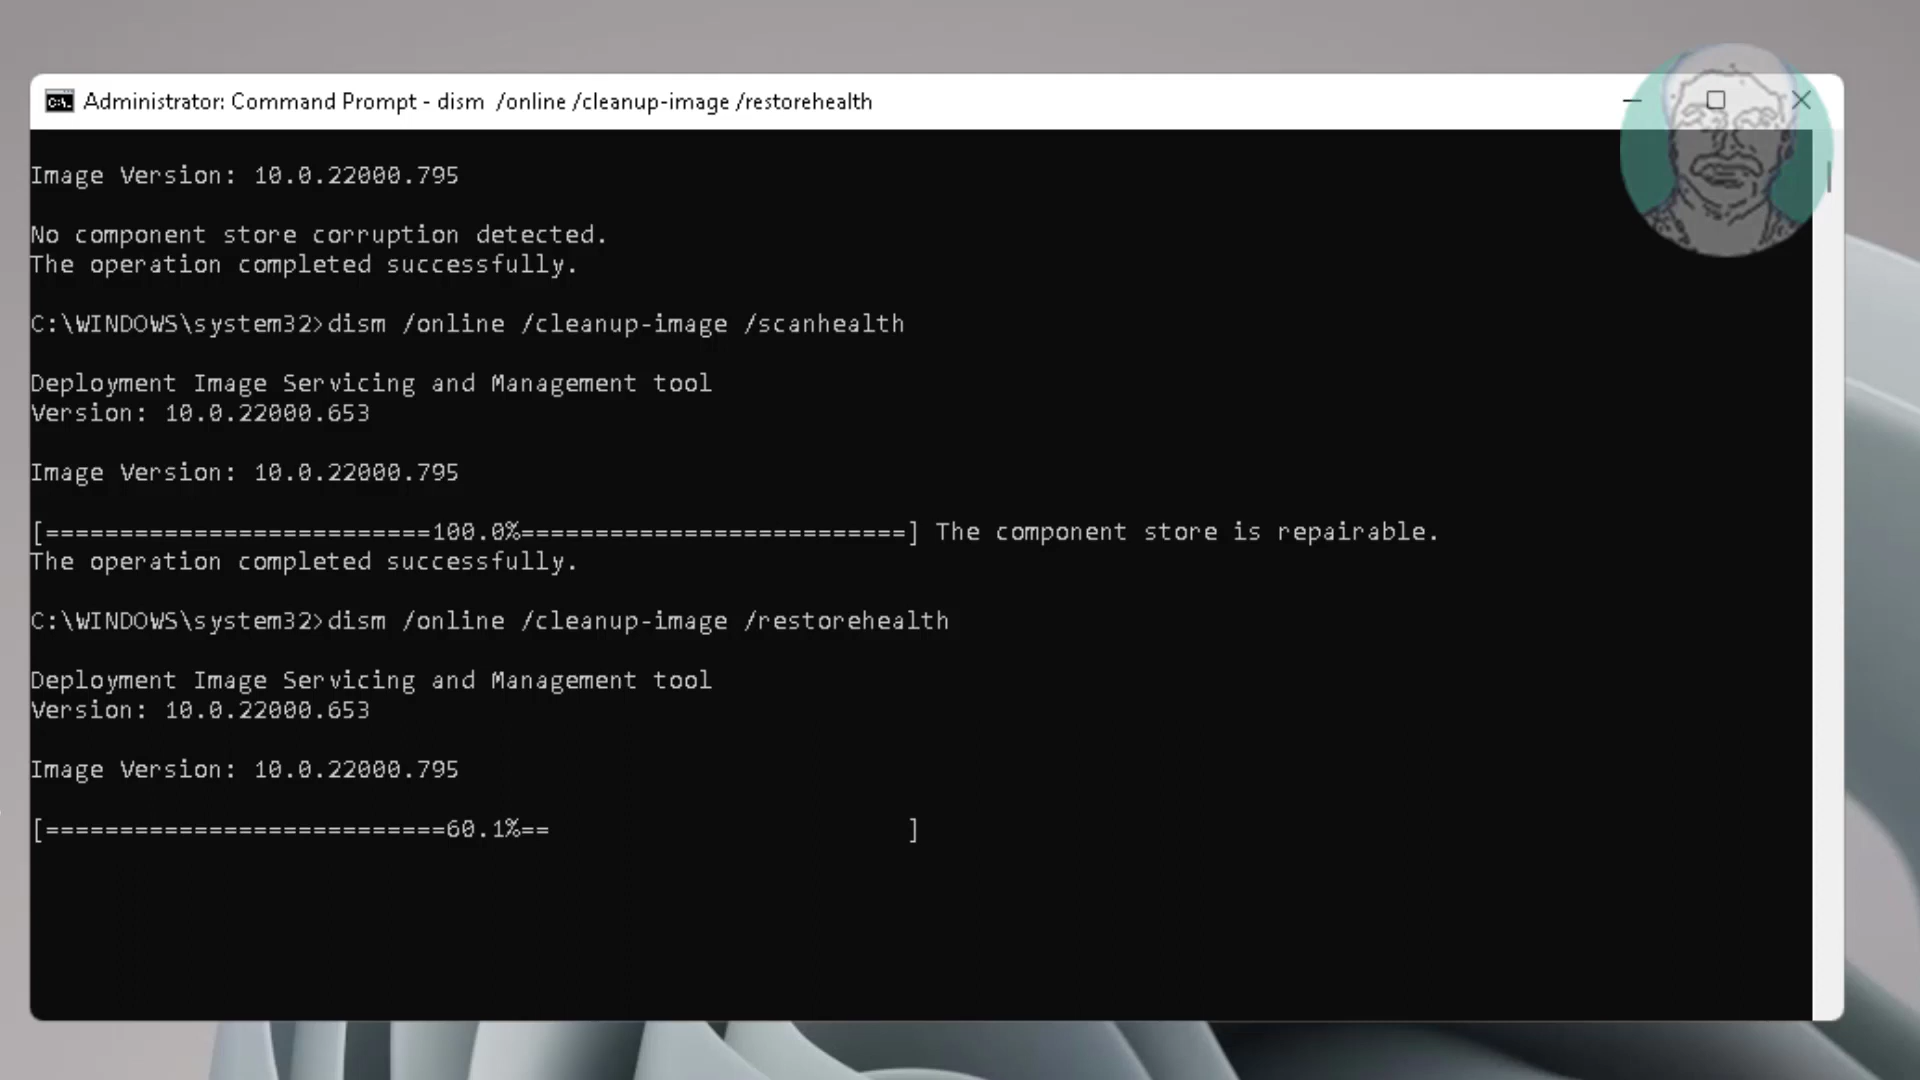 Administrator: Command Prompt - dism  /online /cleanup-image /restorehealth
Image Version: 10.0.22000.795
No component store corruption detected.
The operation completed successfully.
C:\WINDOWS\system32>dism /online /cleanup-image /scanhealth
Deployment Image Servicing and Management tool
Version: 10.0.22000.653
Image Version: 10.0.22000.795
[==========================100.0%==========================] The component store is repairable.
The operation completed successfully.
C:\WINDOWS\system32>dism /online /cleanup-image /restorehealth
Deployment Image Servicing and Management tool
Version: 10.0.22000.653
Image Version: 10.0.22000.795
[===========================60.1%==                        ]